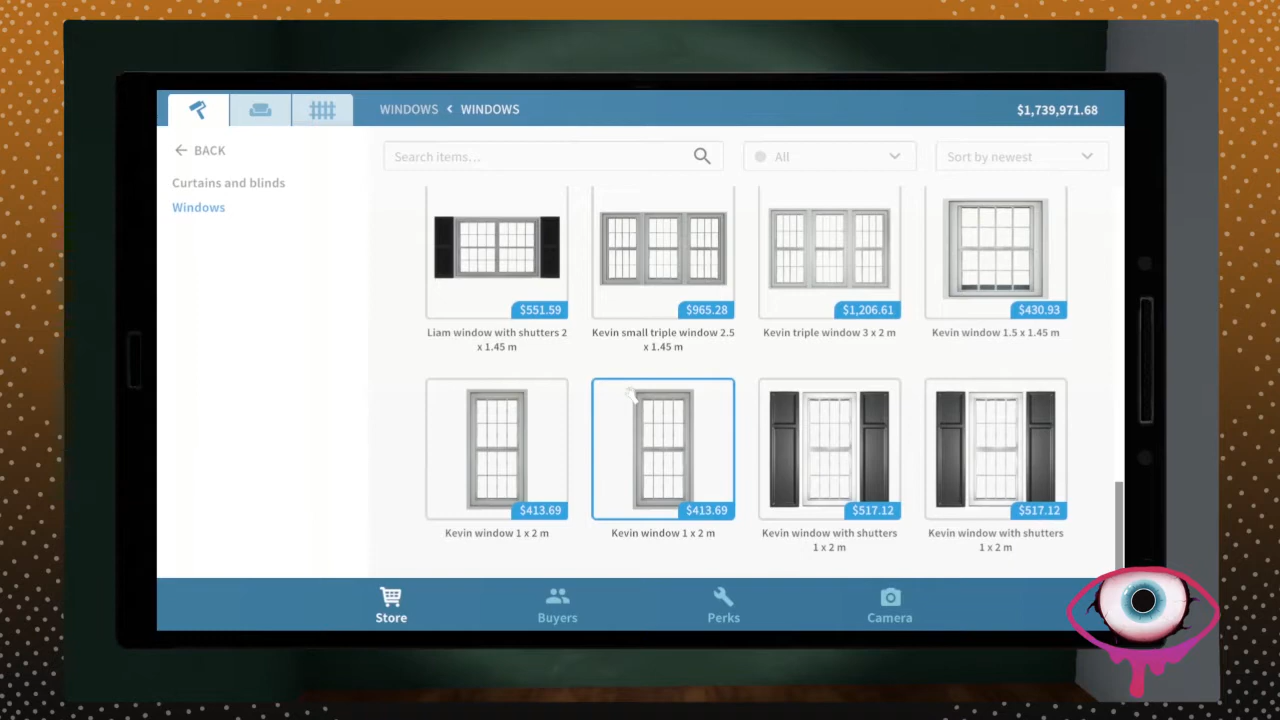 WINDOWS < WINDOWS
$1,739,971.68
BACK
Search items...
All
Sort by newest
Curtains and blinds
Windows
$551.59
$965.28
$1,206.61
$430.93
Liam window with shutters 2
x 1.45 m
Kevin small triple window 2.5
x 1.45 m
Kevin triple window 3 x 2 m
Kevin window 1.5 x 1.45 m
$413.69
$413.69
$517.12
$517.12
Kevin window 1 x 2 m
Kevin window 1 x 2 m
Kevin window with shutters
1 x 2 m
Kevin window with shutters
1 x 2 m
Store
Buyers
Perks
Camera